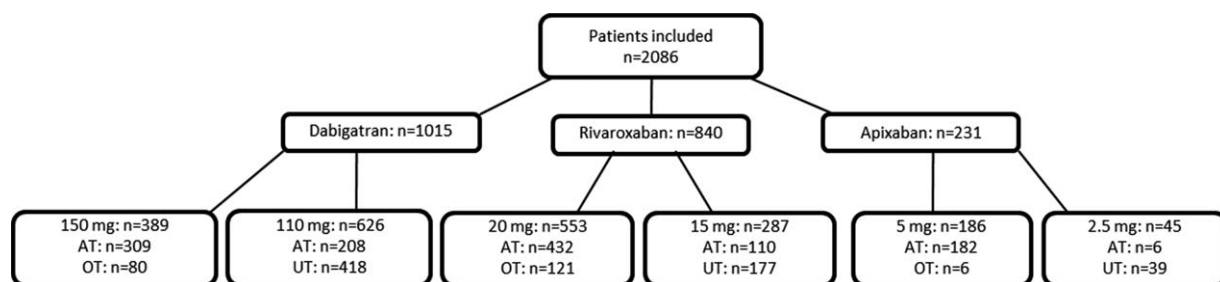 Patients included
n=2086
Dabigatran: n=1015
Rivaroxaban: n=840
Apixaban: n=231
150 mg: n=389
AT: n=309
OT: n=80
110 mg: n=626
AT: n=208
UT: n=418
20 mg: n=553
AT: n=432
OT: n=121
15 mg: n=287
AT: n=110
UT: n=177
5 mg: n=186
AT: n=182
OT: n=6
2.5 mg: n=45
AT: n=6
UT: n=39